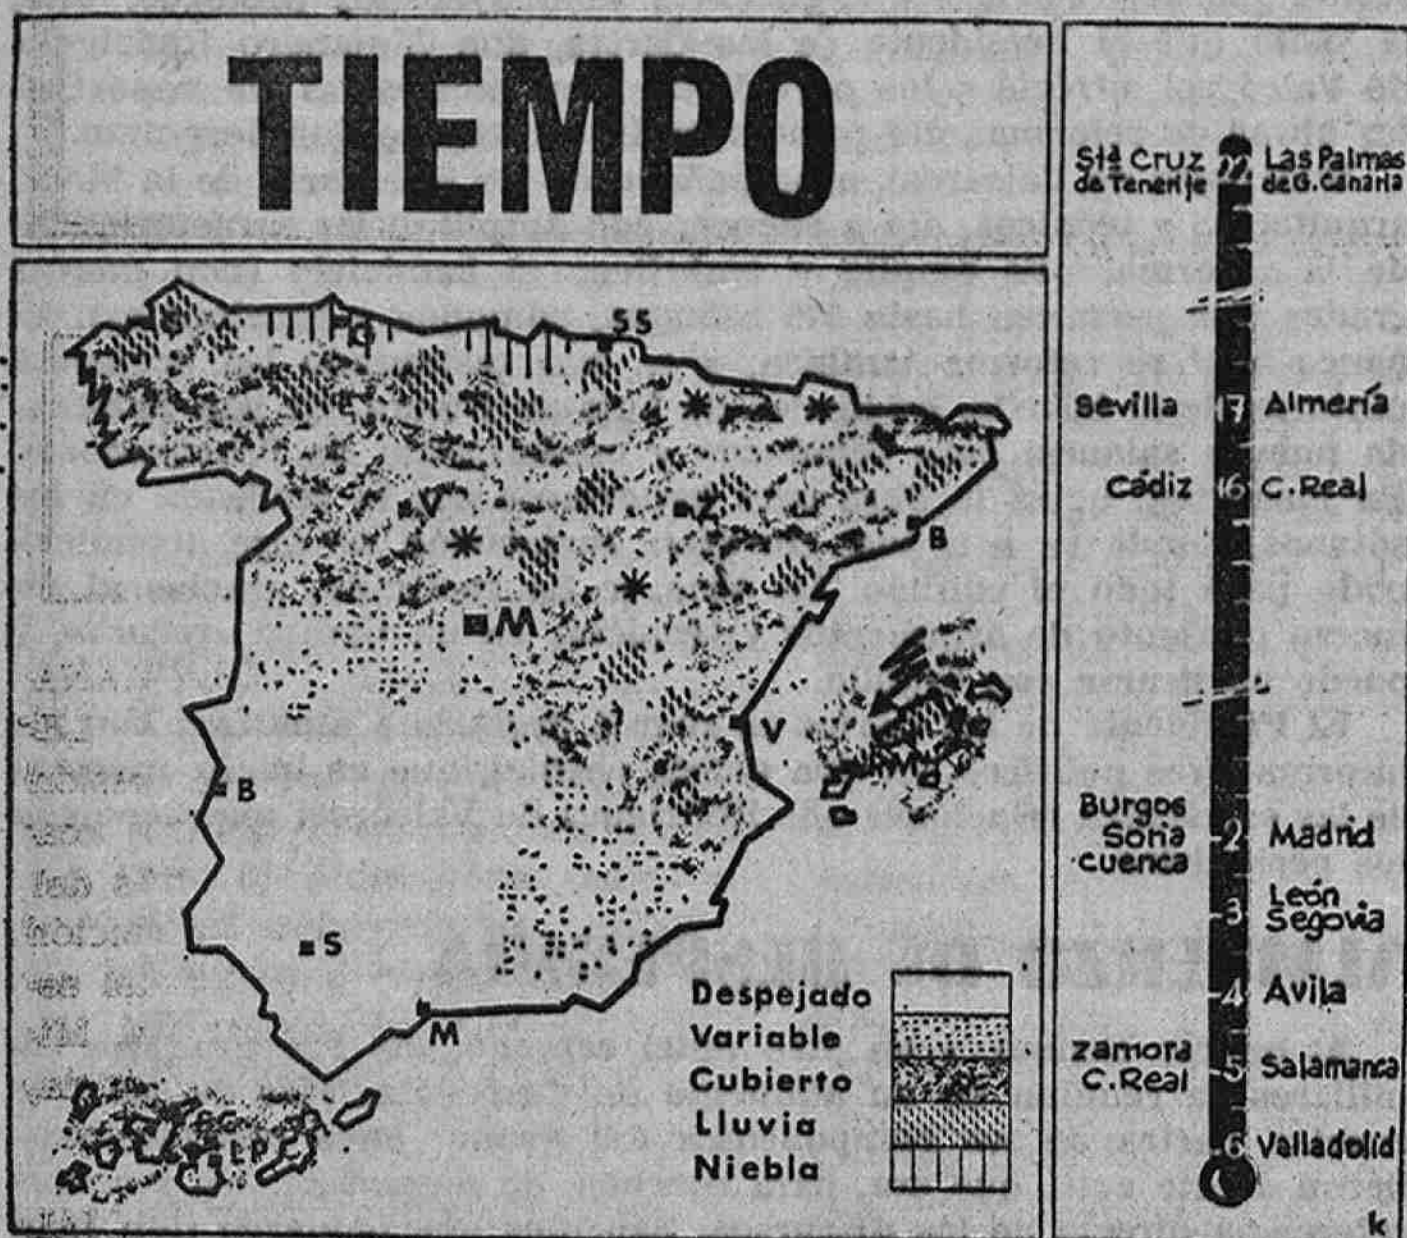 TIEMPO
Stª Cruz de Tenerife 22 Las Palmas de G. Canaria
Sevilla 17 Almería
Cádiz 16 C.Real
Burgos Soria Cuenca -2 Madrid
-3 León Segovia
-4 Avila
Zamora C.Real -5 Salamanca
-6 Valladolid
k
C
O
SS
V
Z
B
M
V
B
PM
S
M
LP
Despejado
Variable
Cubierto
Lluvia
Niebla